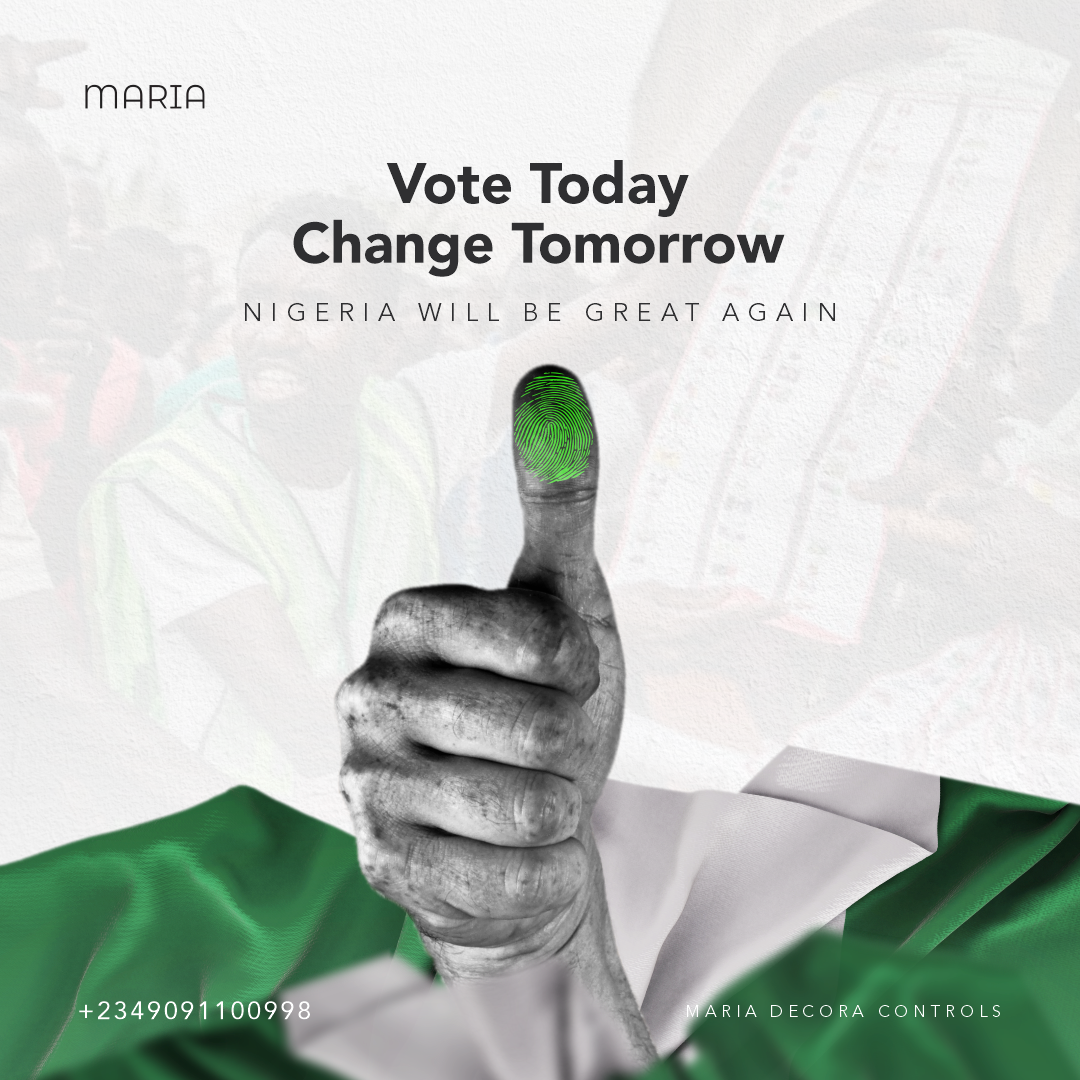 MARIA
Vote Today
Change Tomorrow
NIGERIA WILL BE GREAT AGAIN
+2349091100998
MARIA DECORA CONTROLS